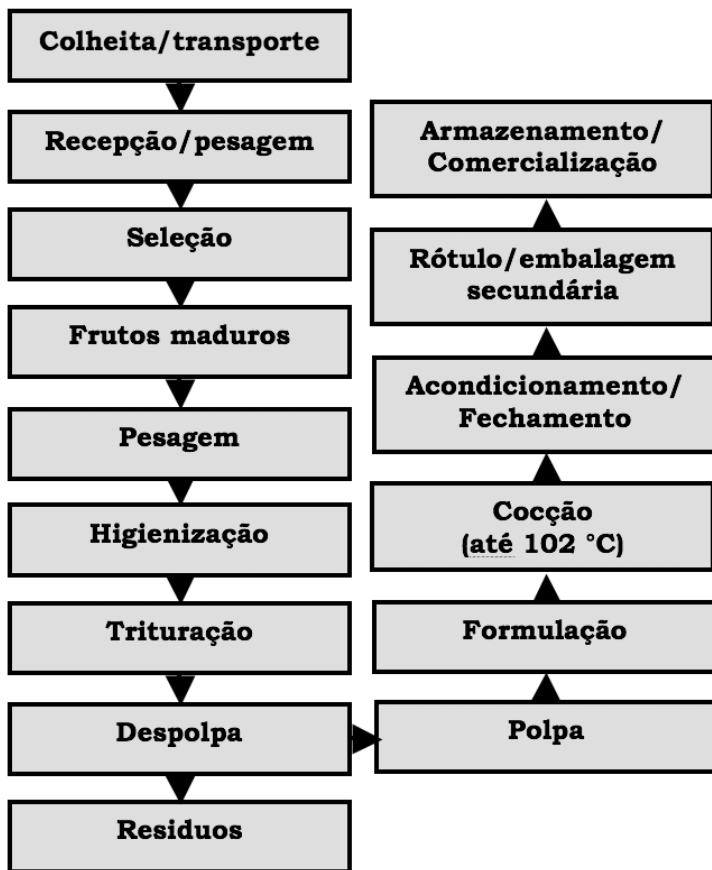 Colheita/transporte
Recepção/pesagem
Seleção
Frutos maduros
Pesagem
Higienização
Trituração
Despolpa
Residuos
Polpa
Formulação
Cocção
(até 102 °C)
Acondicionamento/
Fechamento
Rótulo/embalagem
secundária
Armazenamento/
Comercialização